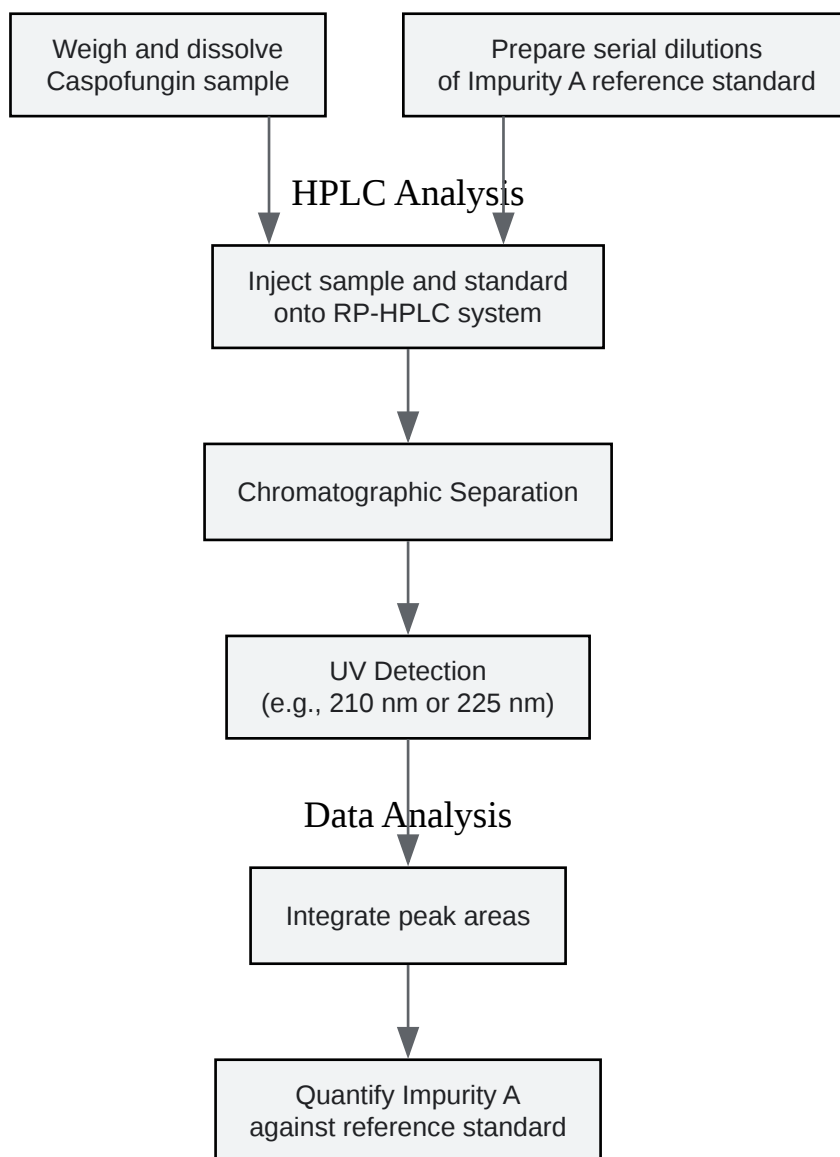 Weigh and dissolve
Caspofungin sample
Prepare serial dilutions
of Impurity A reference standard
HPLC Analysis
Inject sample and standard
onto RP-HPLC system
Chromatographic Separation
UV Detection
(e.g., 210 nm or 225 nm)
Data Analysis
Integrate peak areas
Quantify Impurity A
against reference standard